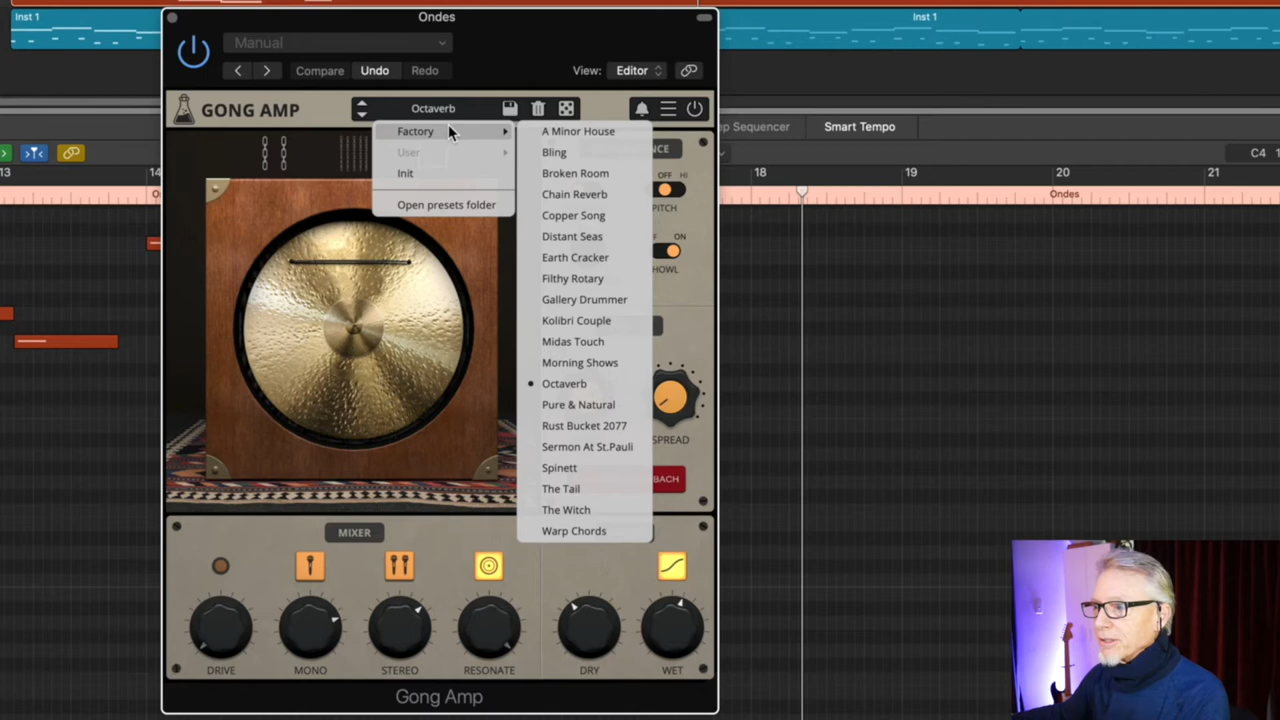 Ondes
Inst 1
Inst 1
Manual
Compare
Undo
Redo
View:
Editor
GONG AMP
Octaverb
Factory
User
Init
Open presets folder
A Minor House
Bling
Broken Room
Chain Reverb
Copper Song
Distant Seas
Earth Cracker
Filthy Rotary
Gallery Drummer
Kolibri Couple
Midas Touch
Morning Shows
Octaverb
Pure & Natural
Rust Bucket 2077
Sermon At St.Pauli
Spinett
The Tail
The Witch
Warp Chords
Sequencer
Smart Tempo
C4
13
14
18
19
20
21
Ondes
OFF HI
PITCH
ON
HOWL
SPREAD
BACH
MIXER
DRIVE
MONO
STEREO
RESONATE
DRY
WET
Gong Amp